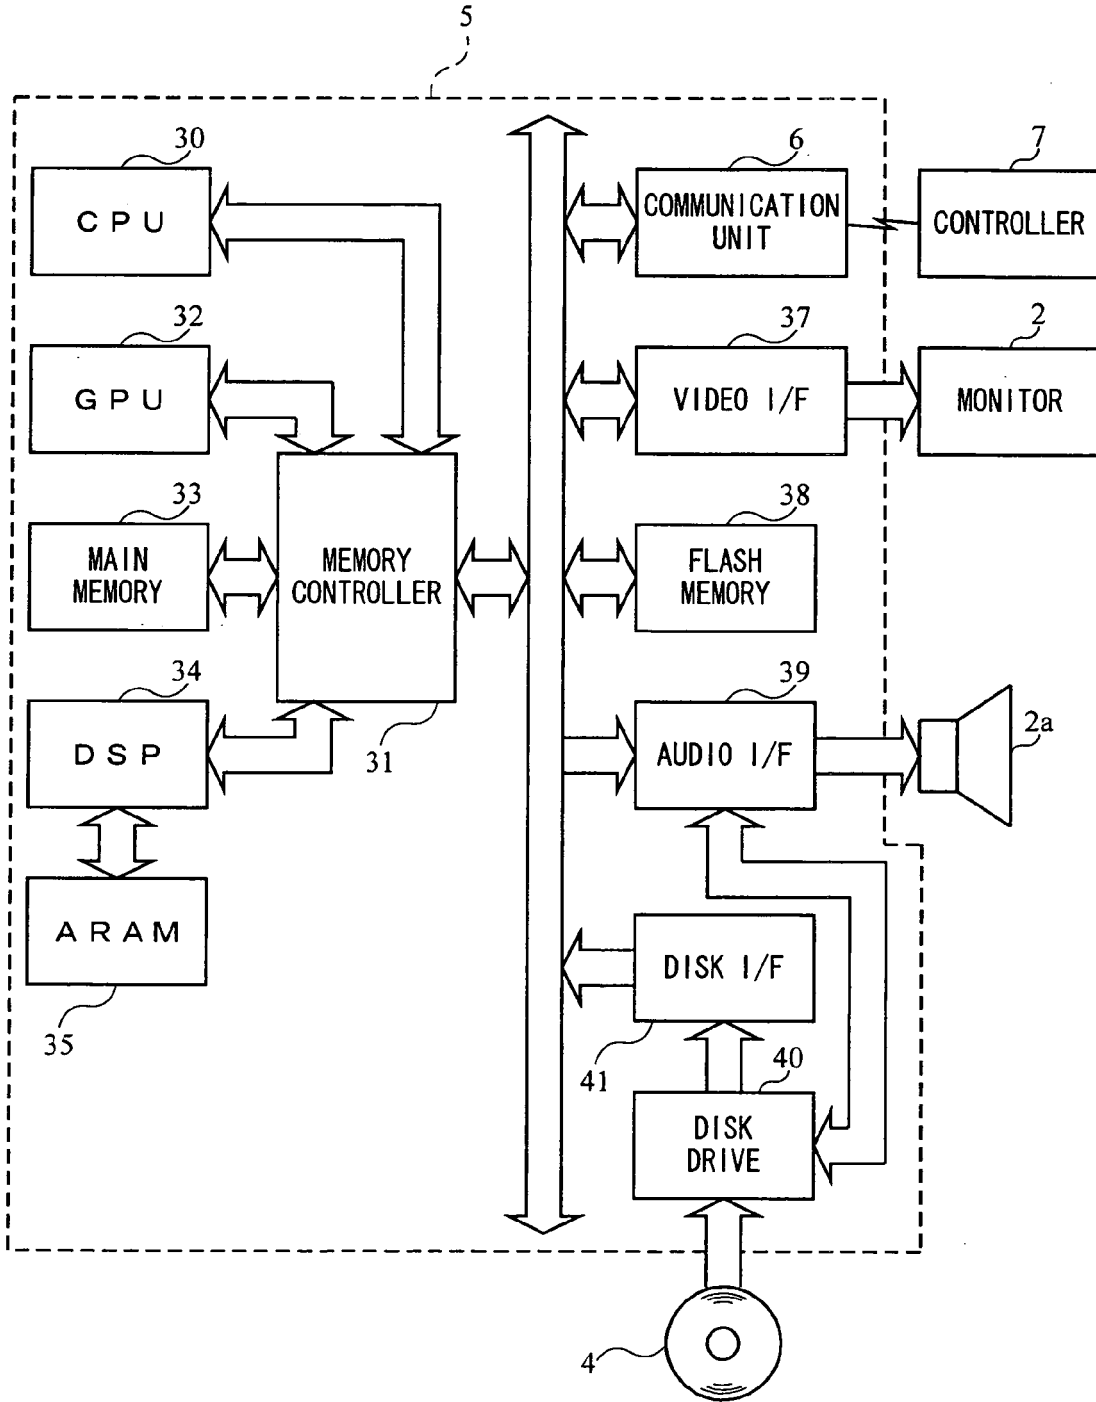 5
30
CPU
6
COMMUNICATION
UNIT
7
CONTROLLER
32
GPU
37
VIDEO I/F
2
MONITOR
33
MAIN
MEMORY
MEMORY
CONTROLLER
31
38
FLASH
MEMORY
34
DSP
39
AUDIO I/F
2a
ARAM
35
DISK I/F
41
40
DISK
DRIVE
4